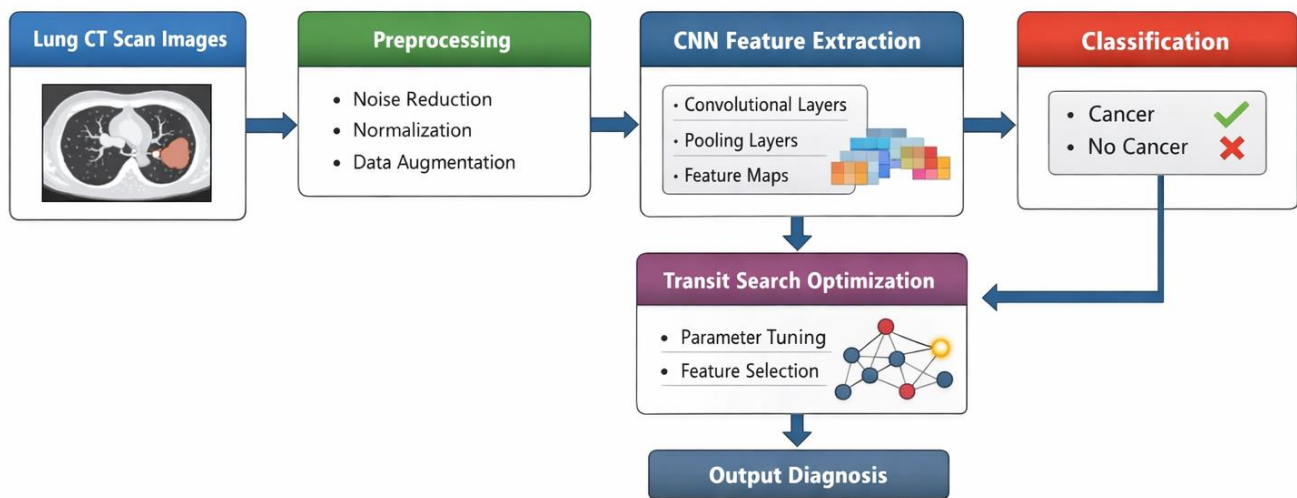 Lung CT Scan Images
Preprocessing
• Noise Reduction
• Normalization
• Data Augmentation
CNN Feature Extraction
• Convolutional Layers
• Pooling Layers
• Feature Maps
Classification
• Cancer
• No Cancer
Transit Search Optimization
• Parameter Tuning
• Feature Selection
Output Diagnosis